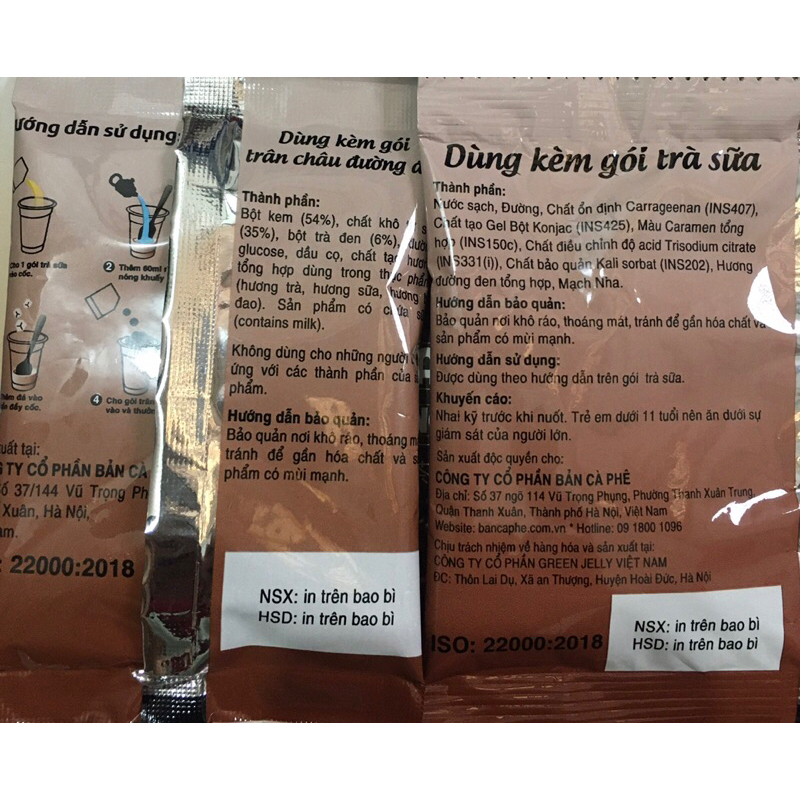 ướng dẫn sử dụng:
Cho 1 gói trà sữa
2 Thêm 60ml
nóng khuấy
đá vào
đầy cốc.
4 Cho gói trân
vào và thưởn
xuất tại:
TY CỔ PHẦN BẢN CÀ
Số 37/144 Vũ Trọng Ph
Xuân, Hà Nội,
am.
: 22000:2018
Dùng kèm gói
trân châu đường đ
Thành phần:
Bột kem (54%), chất khô
(35%), bột trà đen (6%),
glucose, dầu cọ, chất tạ
tổng hợp dùng trong thực phẩm
(hương trà, hương sữa, hương
đao). Sản phẩm có chứa sữ
(contains milk).
Không dùng cho những người
ứng với các thành phần của
phẩm.
Hướng dẫn bảo quản:
Bảo quản nơi khô ráo, thoáng má
tránh để gần hóa chất và s
phẩm có mùi mạnh.
NSX: in trên bao bì
HSD: in trên bao bì
Dùng kèm gói trà sữa
Thành phần:
Nước sạch, Đường, Chất ổn định Carrageenan (INS407),
Chất tạo Gel Bột Konjac (INS425), Màu Caramen tổng
hợp (INS150c), Chất điều chỉnh độ acid Trisodium citrate
(INS331(i)), Chất bảo quản Kali sorbat (INS202), Hương
đường đen tổng hợp, Mạch Nha.
Hướng dẫn bảo quản:
Bảo quản nơi khô ráo, thoáng mát, tránh để gần hóa chất và
sản phẩm có mùi mạnh.
Hướng dẫn sử dụng:
Được dùng theo hướng dẫn trên gói trà sữa.
Khuyến cáo:
Nhai kỹ trước khi nuốt. Trẻ em dưới 11 tuổi nên ăn dưới sự
giám sát của người lớn.
Sản xuất độc quyền cho:
CÔNG TY CỔ PHẦN BẢN CÀ PHÊ
Địa chỉ: Số 37 ngõ 114 Vũ Trọng Phụng, Phường Thanh Xuân Trung,
Quận Thanh Xuân, Thành phố Hà Nội, Việt Nam
Website: bancaphe.com.vn * Hotline: 09 1800 1096
Chịu trách nhiệm về hàng hóa và sản xuất tại:
CÔNG TY CỔ PHẦN GREEN JELLY VIỆT NAM
ĐC: Thôn Lai Dụ, Xã an Thượng, Huyện Hoài Đức, Hà Nội
ISO: 22000:2018
NSX: in trên bao bì
HSD: in trên bao bì